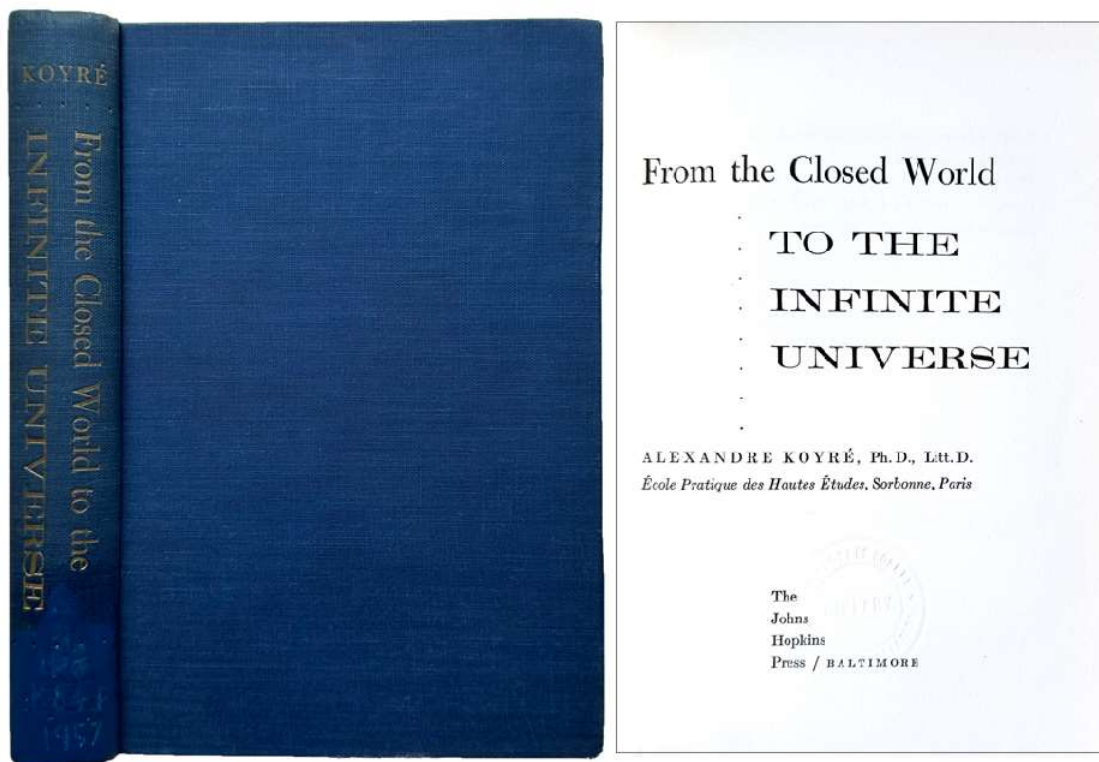 KOYRÉ
From the Closed World to the
INFINITE UNIVERSE
1957
From the Closed World
TO THE
INFINITE
UNIVERSE
ALEXANDRE KOYRÉ, Ph. D., Litt. D.
École Pratique des Hautes Études, Sorbonne, Paris
The
Johns
Hopkins
Press / BALTIMORE